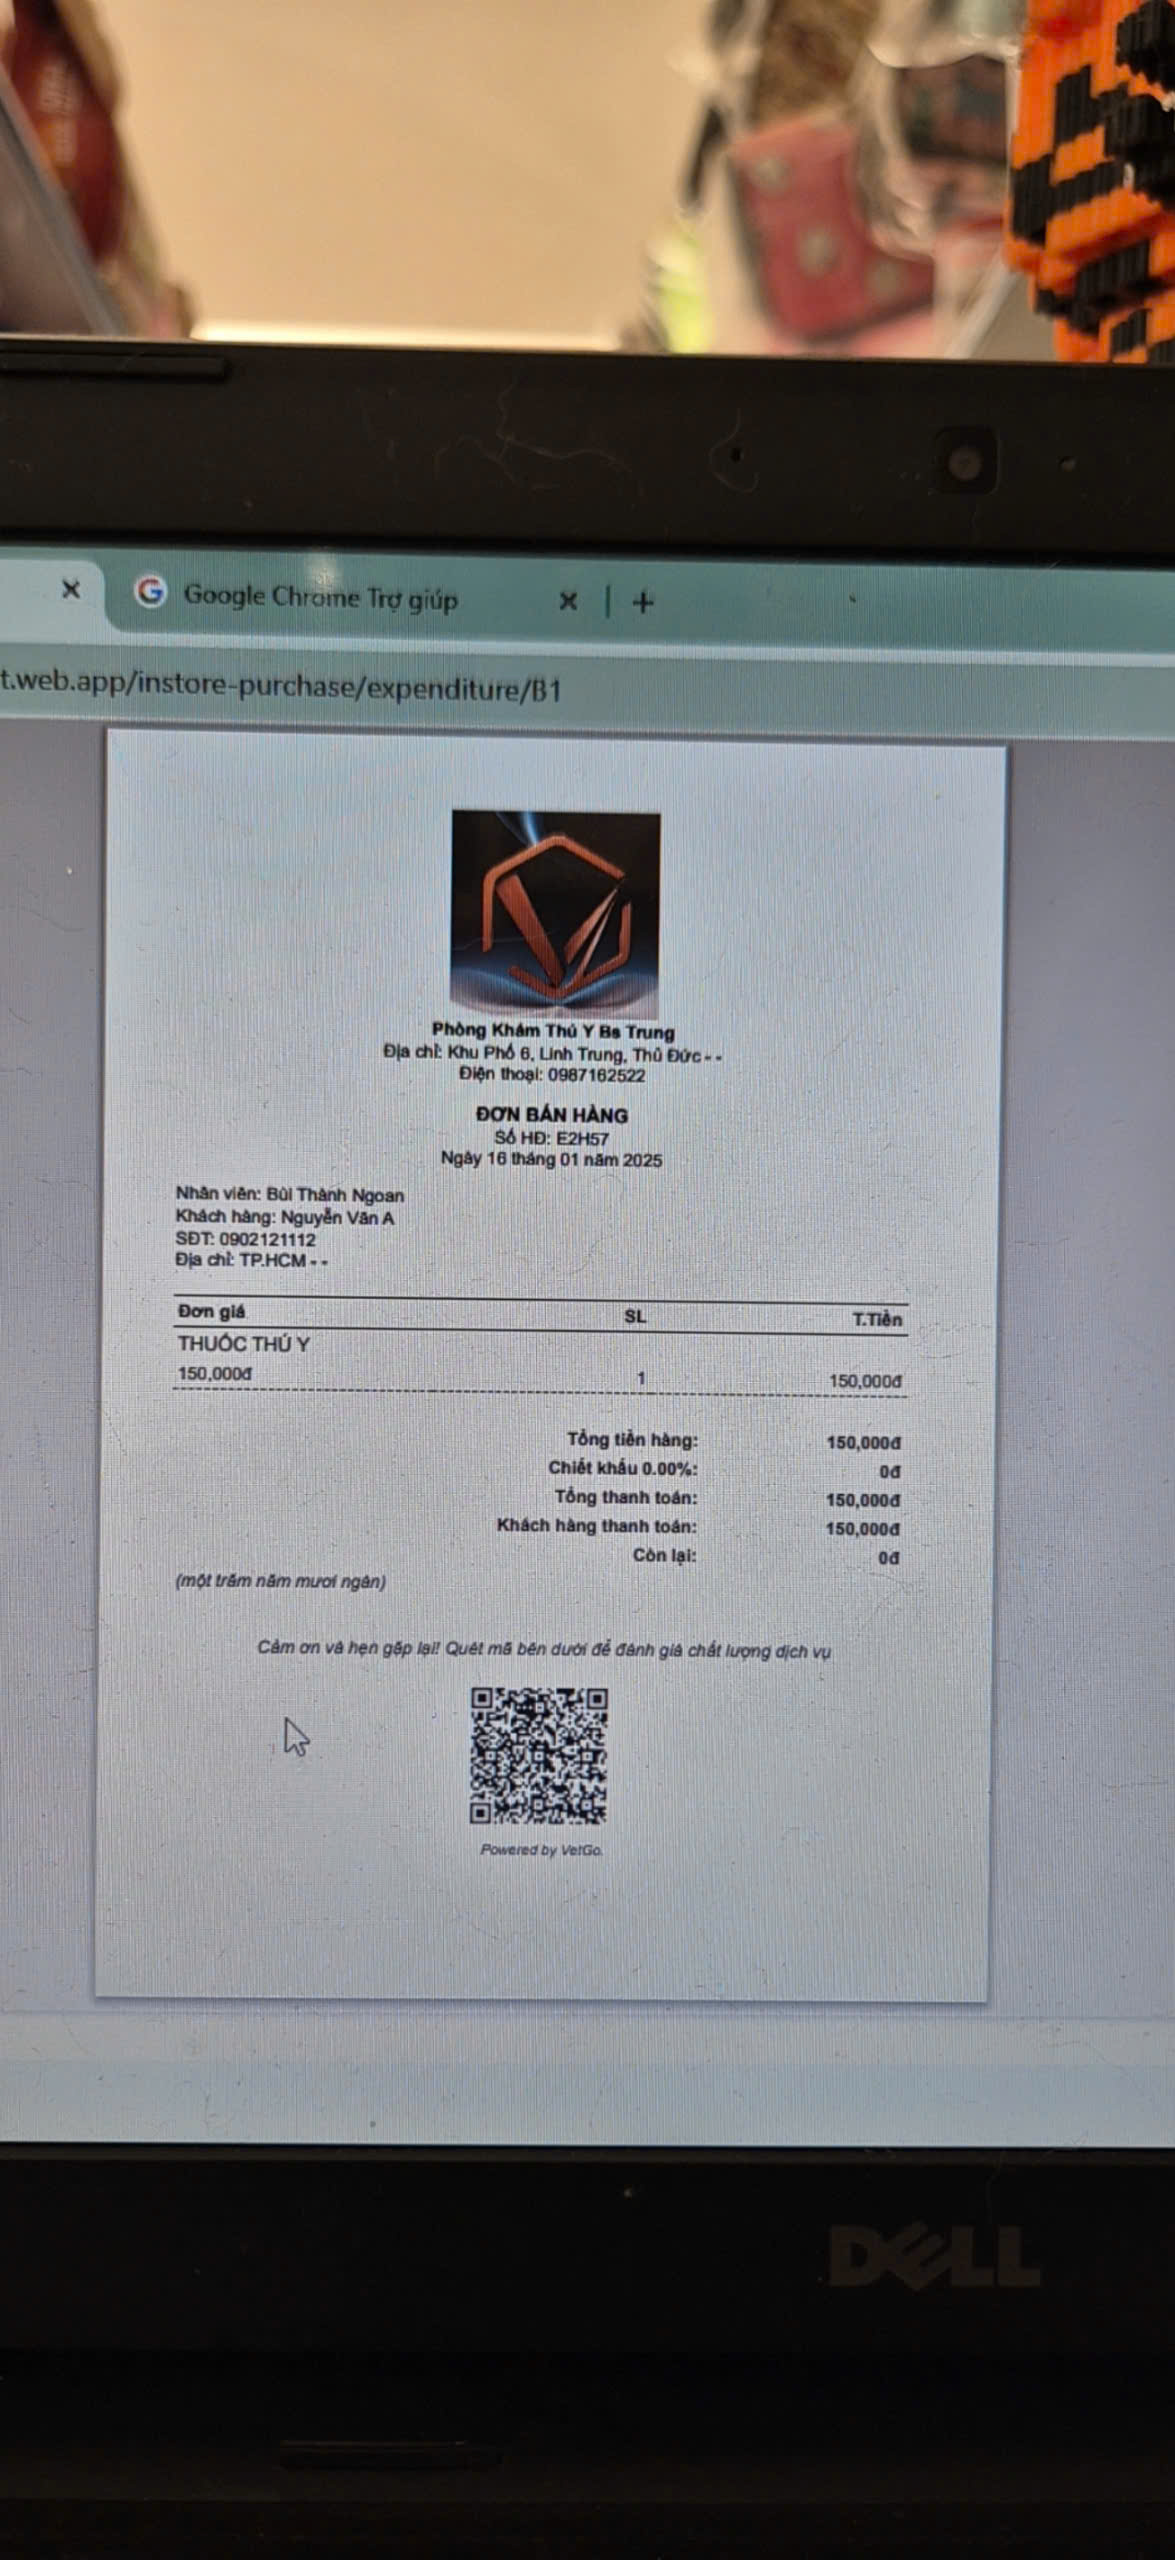 Google Chrome Trợ giúp
t.web.app/instore-purchase/expenditure/B1
Phòng Khám Thú Y Bs Trung
Địa chỉ: Khu Phố 6, Linh Trung, Thủ Đức - -
Điện thoại: 0987162522
ĐƠN BÁN HÀNG
Số HĐ: E2H57
Ngày 16 tháng 01 năm 2025
Nhân viên: Bùi Thành Ngoan
Khách hàng: Nguyễn Văn A
SĐT: 0902121112
Địa chỉ: TP.HCM - -
Đơn giá SL T.Tiền
THUỐC THÚ Y
150,000đ 1 150,000đ
Tổng tiền hàng: 150,000đ
Chiết khấu 0.00%: 0đ
Tổng thanh toán: 150,000đ
Khách hàng thanh toán: 150,000đ
Còn lại: 0đ
(một trăm năm mươi ngàn)
Cảm ơn và hẹn gặp lại! Quét mã bên dưới để đánh giá chất lượng dịch vụ
Powered by VetGo.
DELL